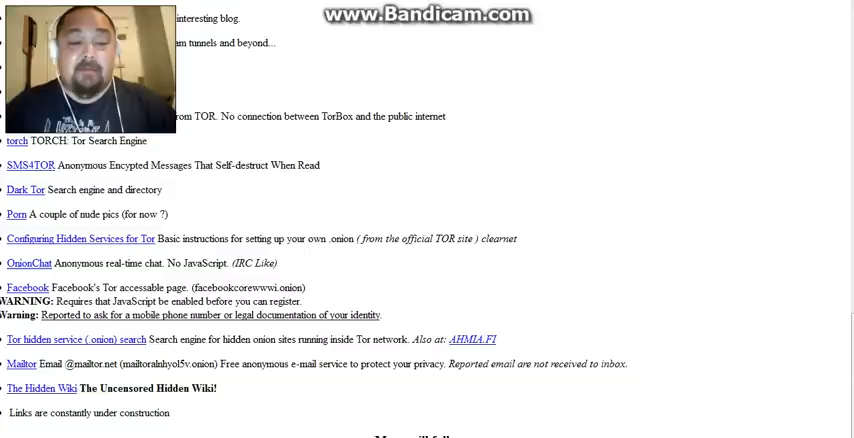 www.Bandicam.com
interesting blog.
am tunnels and beyond...
rom TOR. No connection between TorBox and the public internet
torch TORCH: Tor Search Engine
SMS4TOR Anonymous Encypted Messages That Self-destruct When Read
Dark Tor Search engine and directory
Porn A couple of nude pics (for now ?)
Configuring Hidden Services for Tor Basic instructions for setting up your own .onion ( from the official TOR site ) clearnet
OnionChat Anonymous real-time chat. No JavaScript. (IRC Like)
Facebook Facebook's Tor accessable page. (facebookcorewwwi.onion)
WARNING: Requires that JavaScript be enabled before you can register.
Warning: Reported to ask for a mobile phone number or legal documentation of your identity.
Tor hidden service (.onion) search Search engine for hidden onion sites running inside Tor network. Also at: AHMIA.FI
Mailtor Email @mailtor.net (mailtoralnhyol5v.onion) Free anonymous e-mail service to protect your privacy. Reported email are not received to inbox.
The Hidden Wiki The Uncensored Hidden Wiki!
Links are constantly under construction